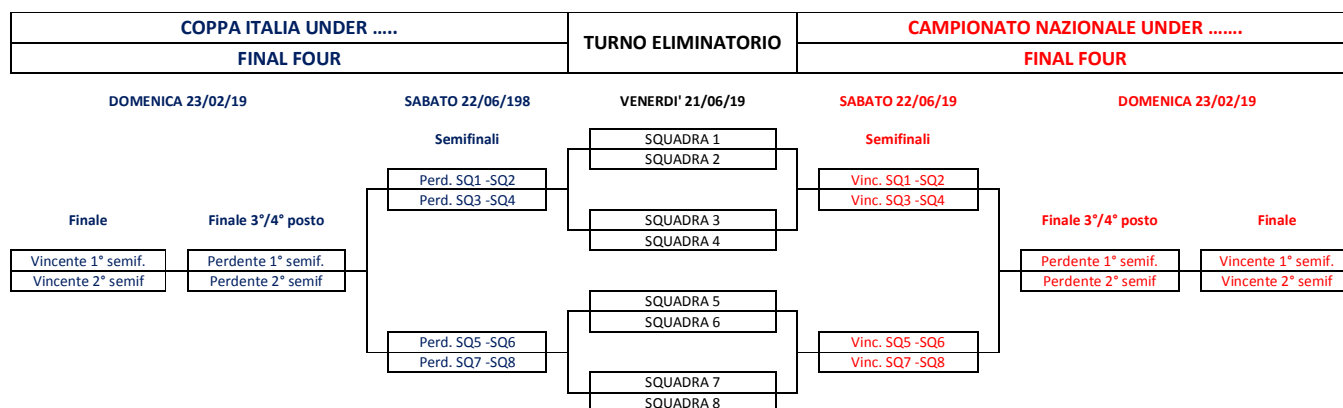 COPPA ITALIA UNDER .....
TURNO ELIMINATORIO
CAMPIONATO NAZIONALE UNDER .......
FINAL FOUR
FINAL FOUR
DOMENICA 23/02/19
SABATO 22/06/198
VENERDI' 21/06/19
SABATO 22/06/19
DOMENICA 23/02/19
Semifinali
SQUADRA 1
Semifinali
SQUADRA 2
Perd. SQ1 -SQ2
Vinc. SQ1 -SQ2
Perd. SQ3 -SQ4
Vinc. SQ3 -SQ4
Finale
Finale 3°/4° posto
SQUADRA 3
Finale 3°/4° posto
Finale
SQUADRA 4
Vincente 1° semif.
Perdente 1° semif.
Perdente 1° semif.
Vincente 1° semif.
Vincente 2° semif
Perdente 2° semif
Perdente 2° semif
Vincente 2° semif
SQUADRA 5
SQUADRA 6
Perd. SQ5 -SQ6
Vinc. SQ5 -SQ6
Perd. SQ7 -SQ8
Vinc. SQ7 -SQ8
SQUADRA 7
SQUADRA 8